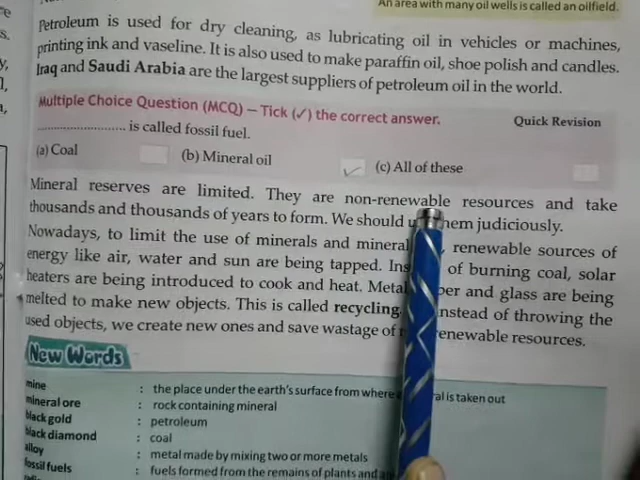 An area with many oil wells is called an oilfield.
Petroleum is used for dry cleaning, as lubricating oil in vehicles or machines,
printing ink and vaseline. It is also used to make paraffin oil, shoe polish and candles.
Iraq and Saudi Arabia are the largest suppliers of petroleum oil in the world.
Multiple Choice Question (MCQ) – Tick (✓) the correct answer.
Quick Revision
.......................... is called fossil fuel.
(a) Coal (b) Mineral oil (c) All of these
Mineral reserves are limited. They are non-renewable resources and take
thousands and thousands of years to form. We should them judiciously.
Nowadays, to limit the use of minerals and mineral , renewable sources of
energy like air, water and sun are being tapped. of burning coal, solar
heaters are being introduced to cook and heat. and glass are being
melted to make new objects. This is called recycling. Instead of throwing the
used objects, we create new ones and save wastage of resources.
New Words
mine : the place under the earth's surface from where is taken out
mineral ore : rock containing mineral
black gold : petroleum
black diamond : coal
alloy : metal made by mixing two or more metals
fossil fuels : fuels formed from the remains of plants and